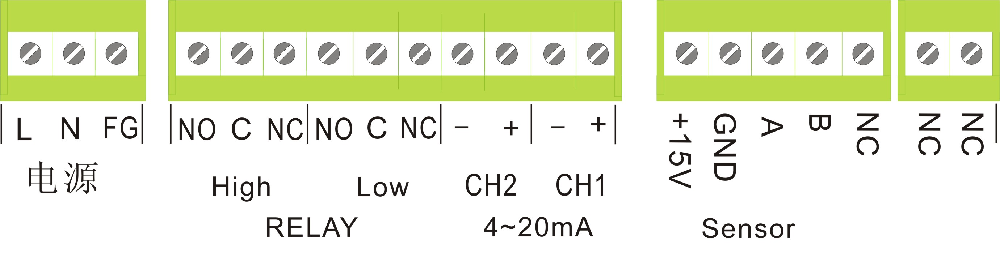 L N FG NO C NC NO C NC − + − + +15V GND A B NC NC NC
电源 High Low CH2 CH1
RELAY 4~20mA Sensor